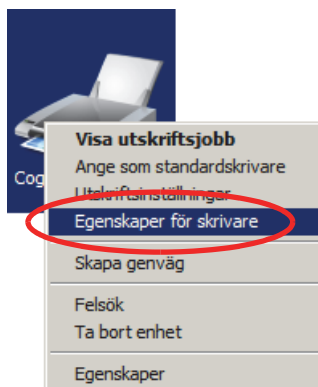 Cog
Visa utskriftsjobb
Ange som standardskrivare
Utskriftsinställningar
Egenskaper för skrivare
Skapa genväg
Felsök
Ta bort enhet
Egenskaper